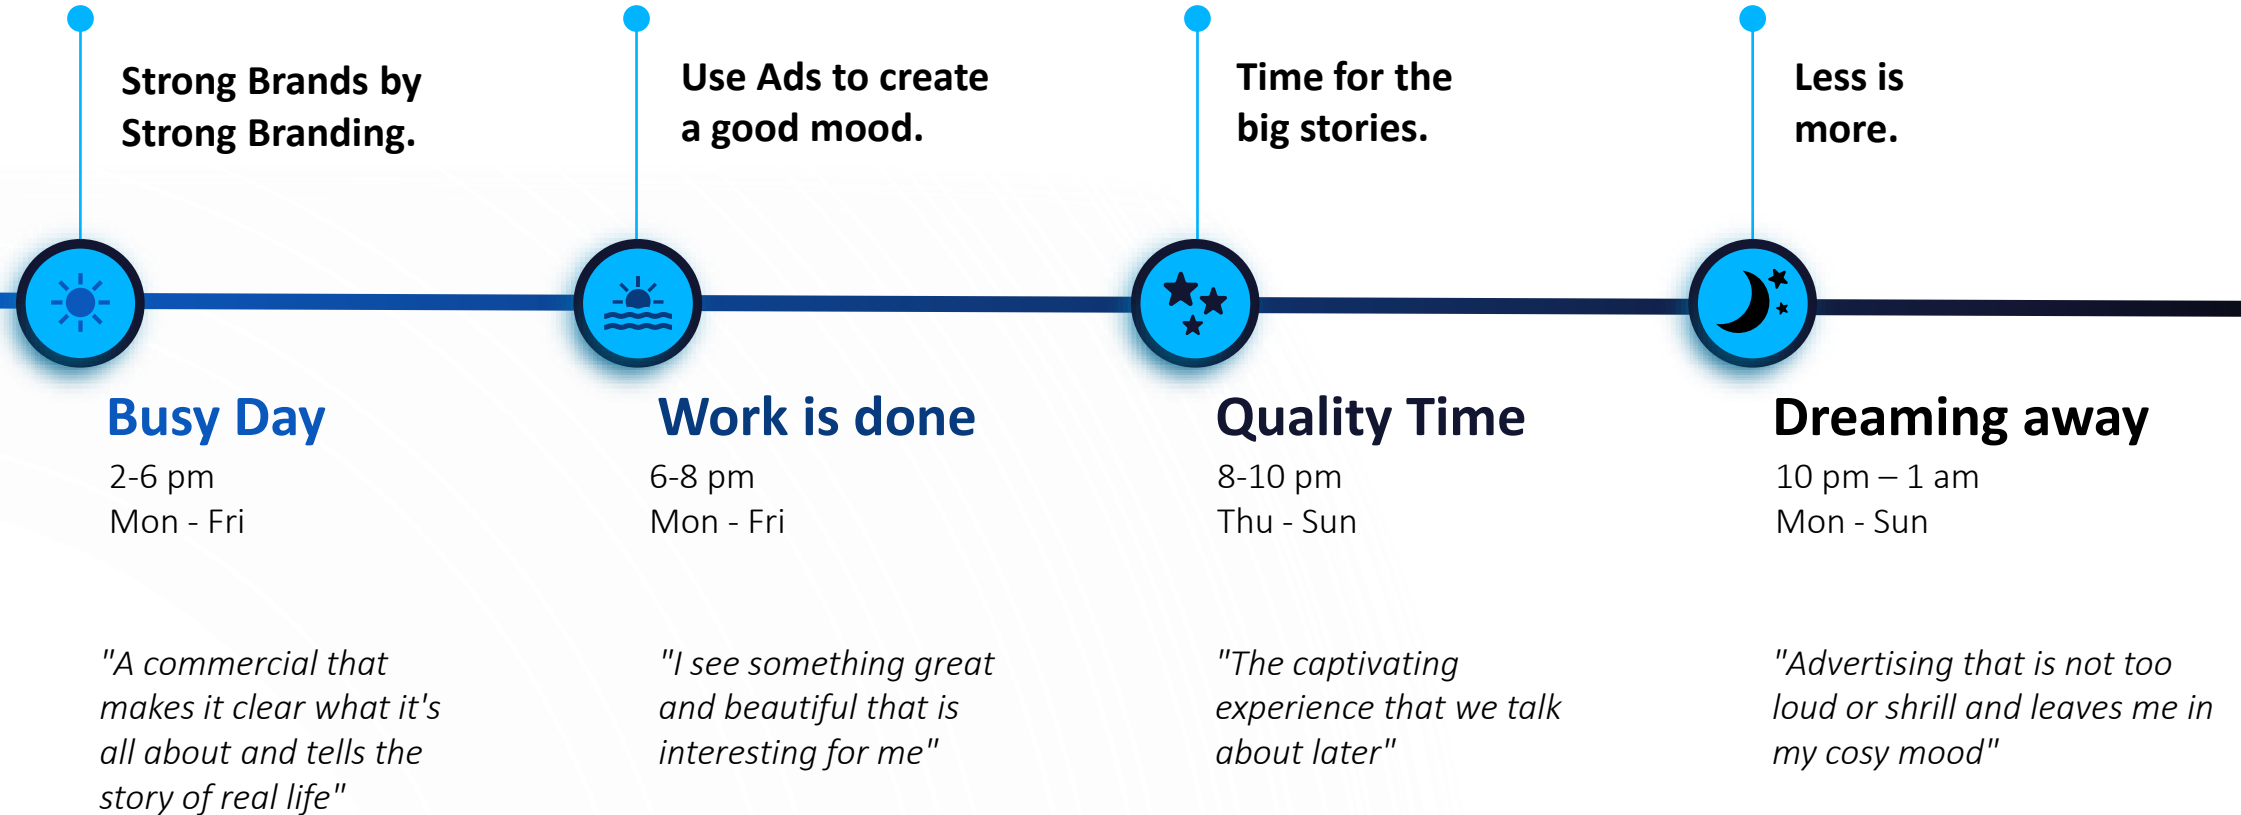 Strong Brands by
Strong Branding.
Use Ads to create
a good mood.
Time for the
big stories.
Less is
more.
Busy Day
2-6 pm
Mon - Fri
Work is done
6-8 pm
Mon - Fri
Quality Time
8-10 pm
Thu - Sun
Dreaming away
10 pm – 1 am
Mon - Sun
"A commercial that
makes it clear what it's
all about and tells the
story of real life"
"I see something great
and beautiful that is
interesting for me"
"The captivating
experience that we talk
about later"
"Advertising that is not too
loud or shrill and leaves me in
my cosy mood"